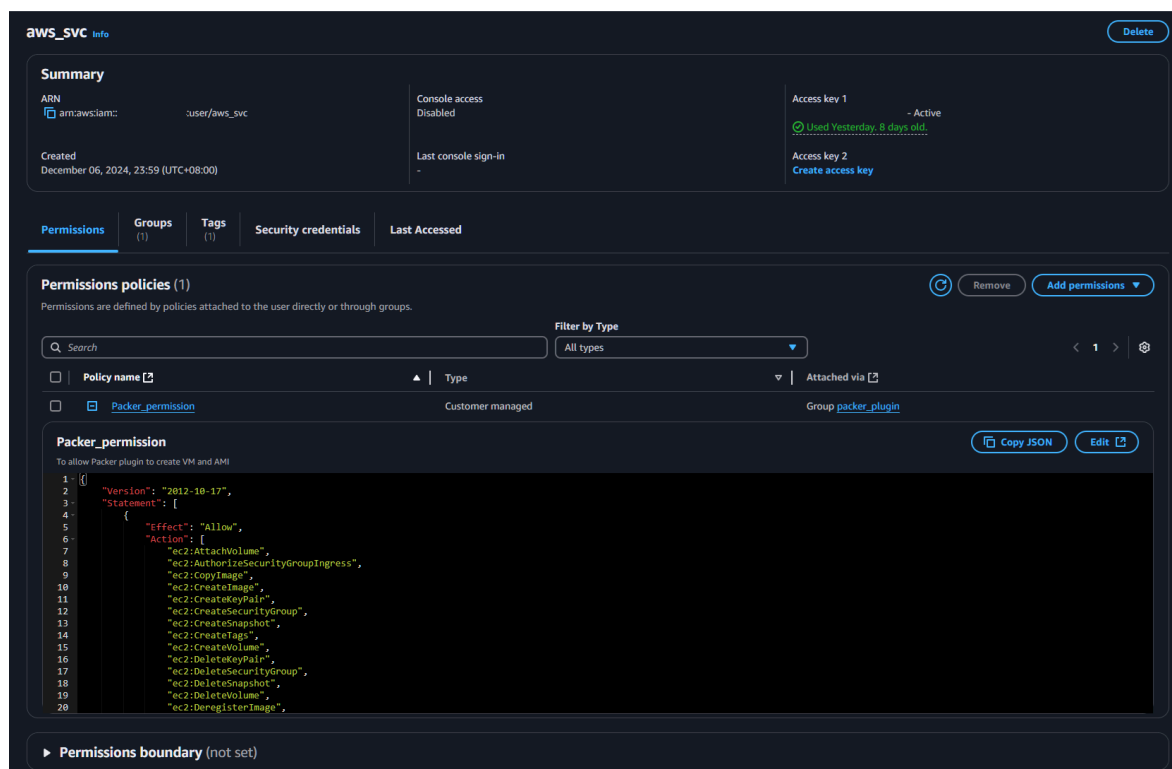 aws_svc Info
Delete
Summary
ARN
arn:aws:iam:: :user/aws_svc
Console access
Disabled
Access key 1
- Active
Used Yesterday. 8 days old.
Created
December 06, 2024, 23:59 (UTC+08:00)
Last console sign-in
-
Access key 2
Create access key
Permissions
Groups
(1)
Tags
(1)
Security credentials
Last Accessed
Permissions policies (1)
Remove
Add permissions
Permissions are defined by policies attached to the user directly or through groups.
Filter by Type
Search
All types
1
Policy name
Type
Attached via
Packer_permission
Customer managed
Group packer_plugin
Packer_permission
Copy JSON
Edit
To allow Packer plugin to create VM and AMI
1 {
2 "Version": "2012-10-17",
3 "Statement": [
4 {
5 "Effect": "Allow",
6 "Action": [
7 "ec2:AttachVolume",
8 "ec2:AuthorizeSecurityGroupIngress",
9 "ec2:CopyImage",
10 "ec2:CreateImage",
11 "ec2:CreateKeyPair",
12 "ec2:CreateSecurityGroup",
13 "ec2:CreateSnapshot",
14 "ec2:CreateTags",
15 "ec2:CreateVolume",
16 "ec2:DeleteKeyPair",
17 "ec2:DeleteSecurityGroup",
18 "ec2:DeleteSnapshot",
19 "ec2:DeleteVolume",
20 "ec2:DeregisterImage",
Permissions boundary (not set)